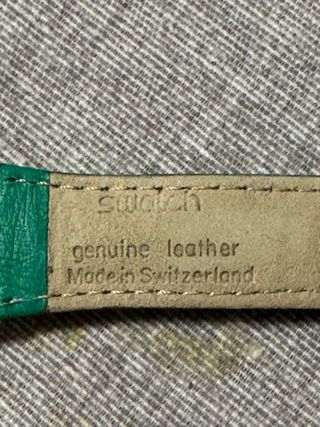 swatch
genuine leather
Made in Switzerland